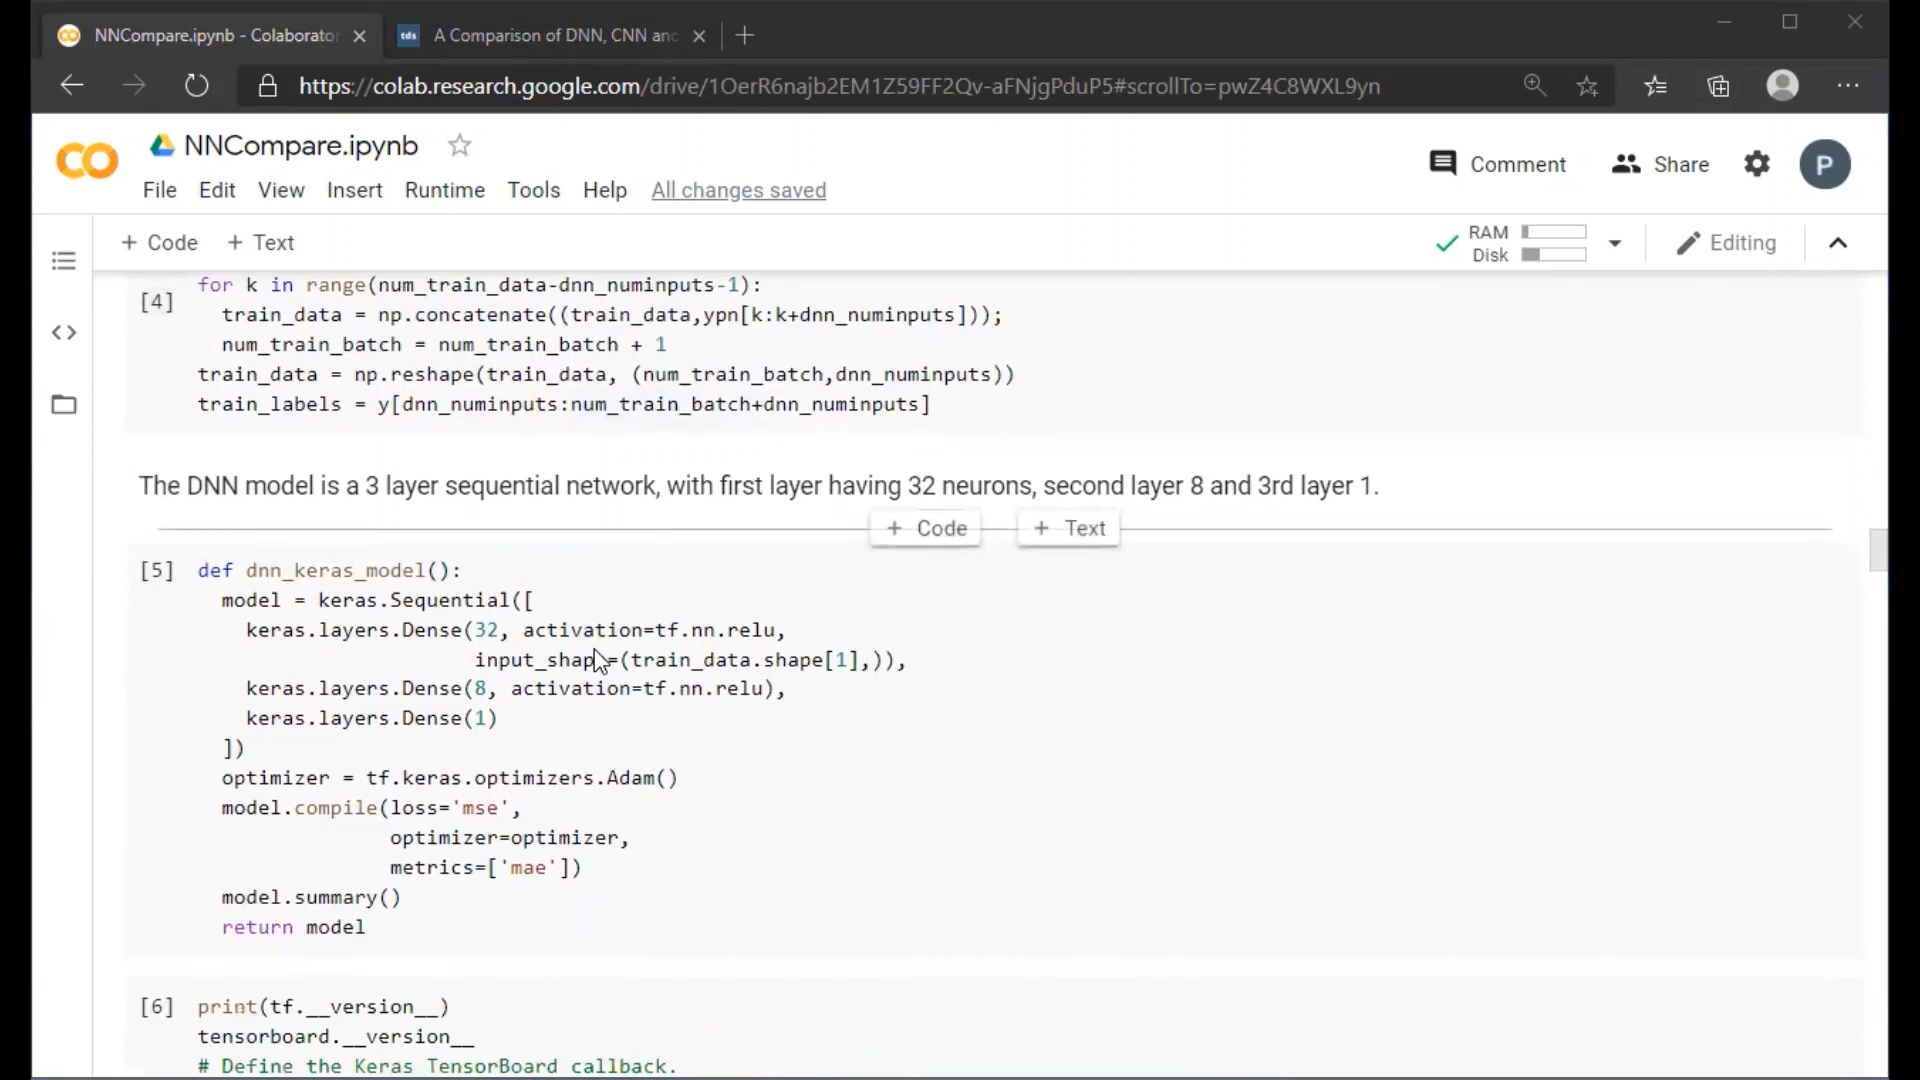 NNCompare.ipynb - Colaborator
tds A Comparison of DNN, CNN and
https://colab.research.google.com/drive/1OerR6najb2EM1Z59FF2Qv-aFNjgPduP5#scrollTo=pwZ4C8WXL9yn
NNCompare.ipynb
Comment Share P
File Edit View Insert Runtime Tools Help All changes saved
+ Code + Text
RAM
Disk
Editing
for k in range(num_train_data-dnn_numinputs-1):
[4]
train_data = np.concatenate((train_data,ypn[k:k+dnn_numinputs]));
num_train_batch = num_train_batch + 1
train_data = np.reshape(train_data, (num_train_batch,dnn_numinputs))
train_labels = y[dnn_numinputs:num_train_batch+dnn_numinputs]
The DNN model is a 3 layer sequential network, with first layer having 32 neurons, second layer 8 and 3rd layer 1.
+ Code + Text
[5] def dnn_keras_model():
model = keras.Sequential([
keras.layers.Dense(32, activation=tf.nn.relu,
input_shape=(train_data.shape[1],)),
keras.layers.Dense(8, activation=tf.nn.relu),
keras.layers.Dense(1)
])
optimizer = tf.keras.optimizers.Adam()
model.compile(loss='mse',
optimizer=optimizer,
metrics=['mae'])
model.summary()
return model
[6] print(tf.__version__)
tensorboard.__version__
# Define the Keras TensorBoard callback.